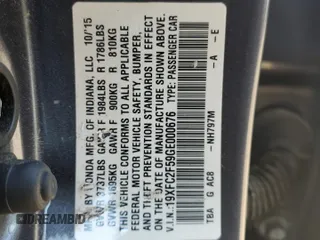 MFD. BY HONDA MFG. OF INDIANA, LLC 10/15
GVWR 3737LBS GAWR F 1984LBS R 1786LBS
GVWR 1695KG GAWR F 900KG R 810KG
THIS VEHICLE CONFORMS TO ALL APPLICABLE
FEDERAL MOTOR VEHICLE SAFETY, BUMPER,
AND THEFT PREVENTION STANDARDS IN EFFECT
ON THE DATE OF MANUFACTURE SHOWN ABOVE.
V.I.N. 19XFC2F59GE000676 TYPE: PASSENGER CAR
TBA G AC8 NH797M - A - E
© DREAMBID